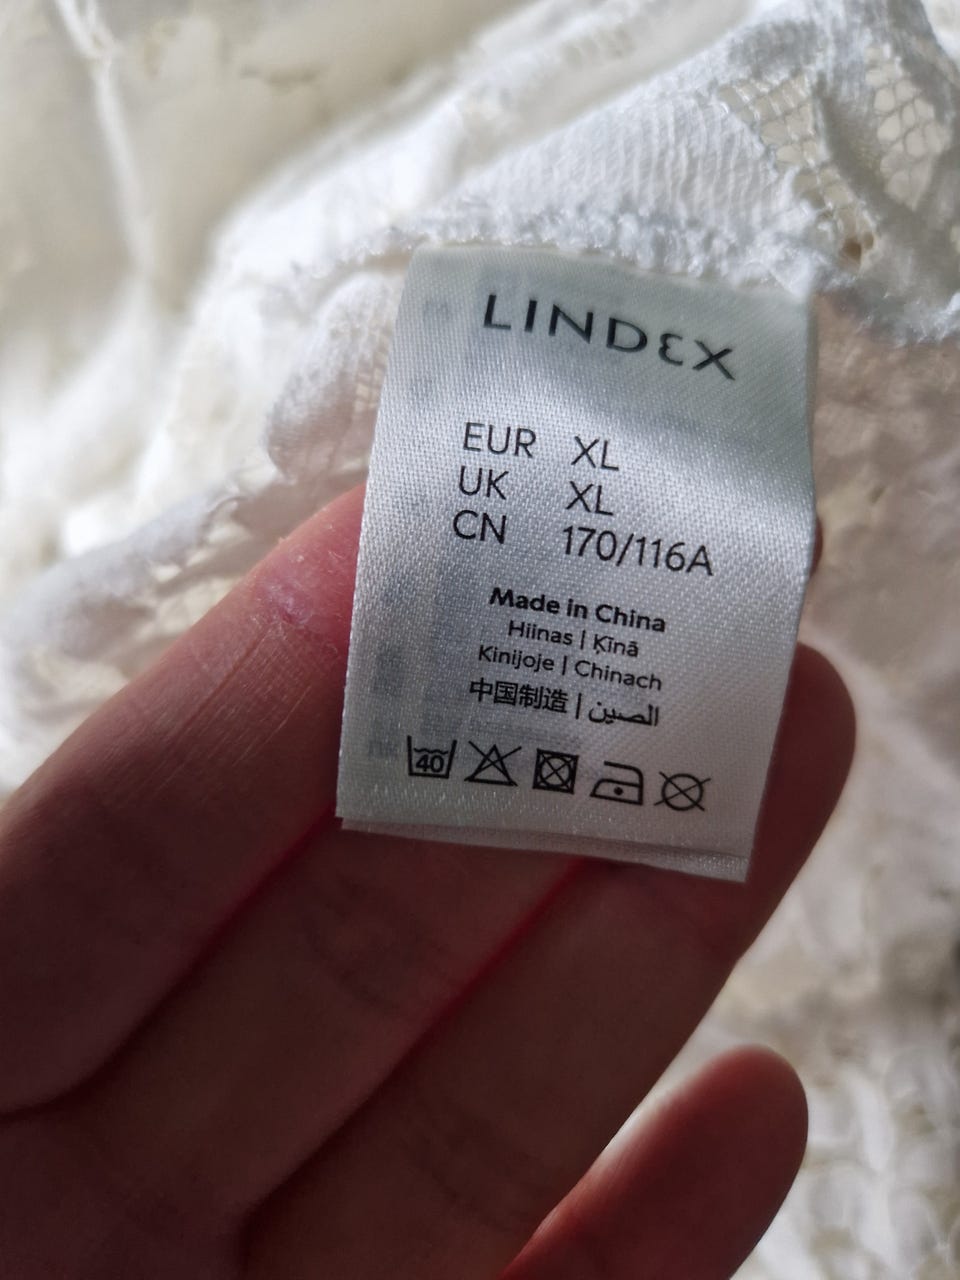 LINDEX
EUR XL
UK XL
CN 170/116A
Made in China
Hiinas | Ķīnā
Kinijoje | Chinach
中国制造 | الصين
40